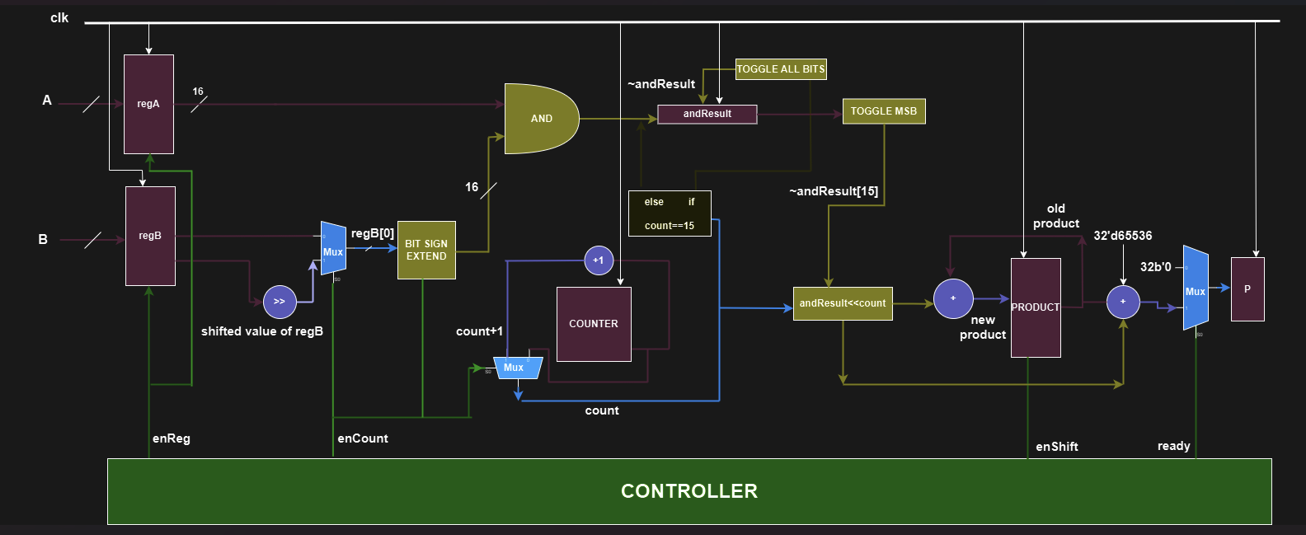 clk
TOGGLE ALL BITS
~andResult
regA
16
A
andResult
TOGGLE MSB
AND
16
~andResult[15]
else if
count==15
old
product
regB
B
regB[0]
Mux
BIT SIGN
EXTEND
32'd65536
32b'0
+1
>>
shifted value of regB
COUNTER
count+1
Mux
count
andResult<<count
+
new
product
PRODUCT
+
Mux
P
enReg
enCount
enShift
ready
CONTROLLER